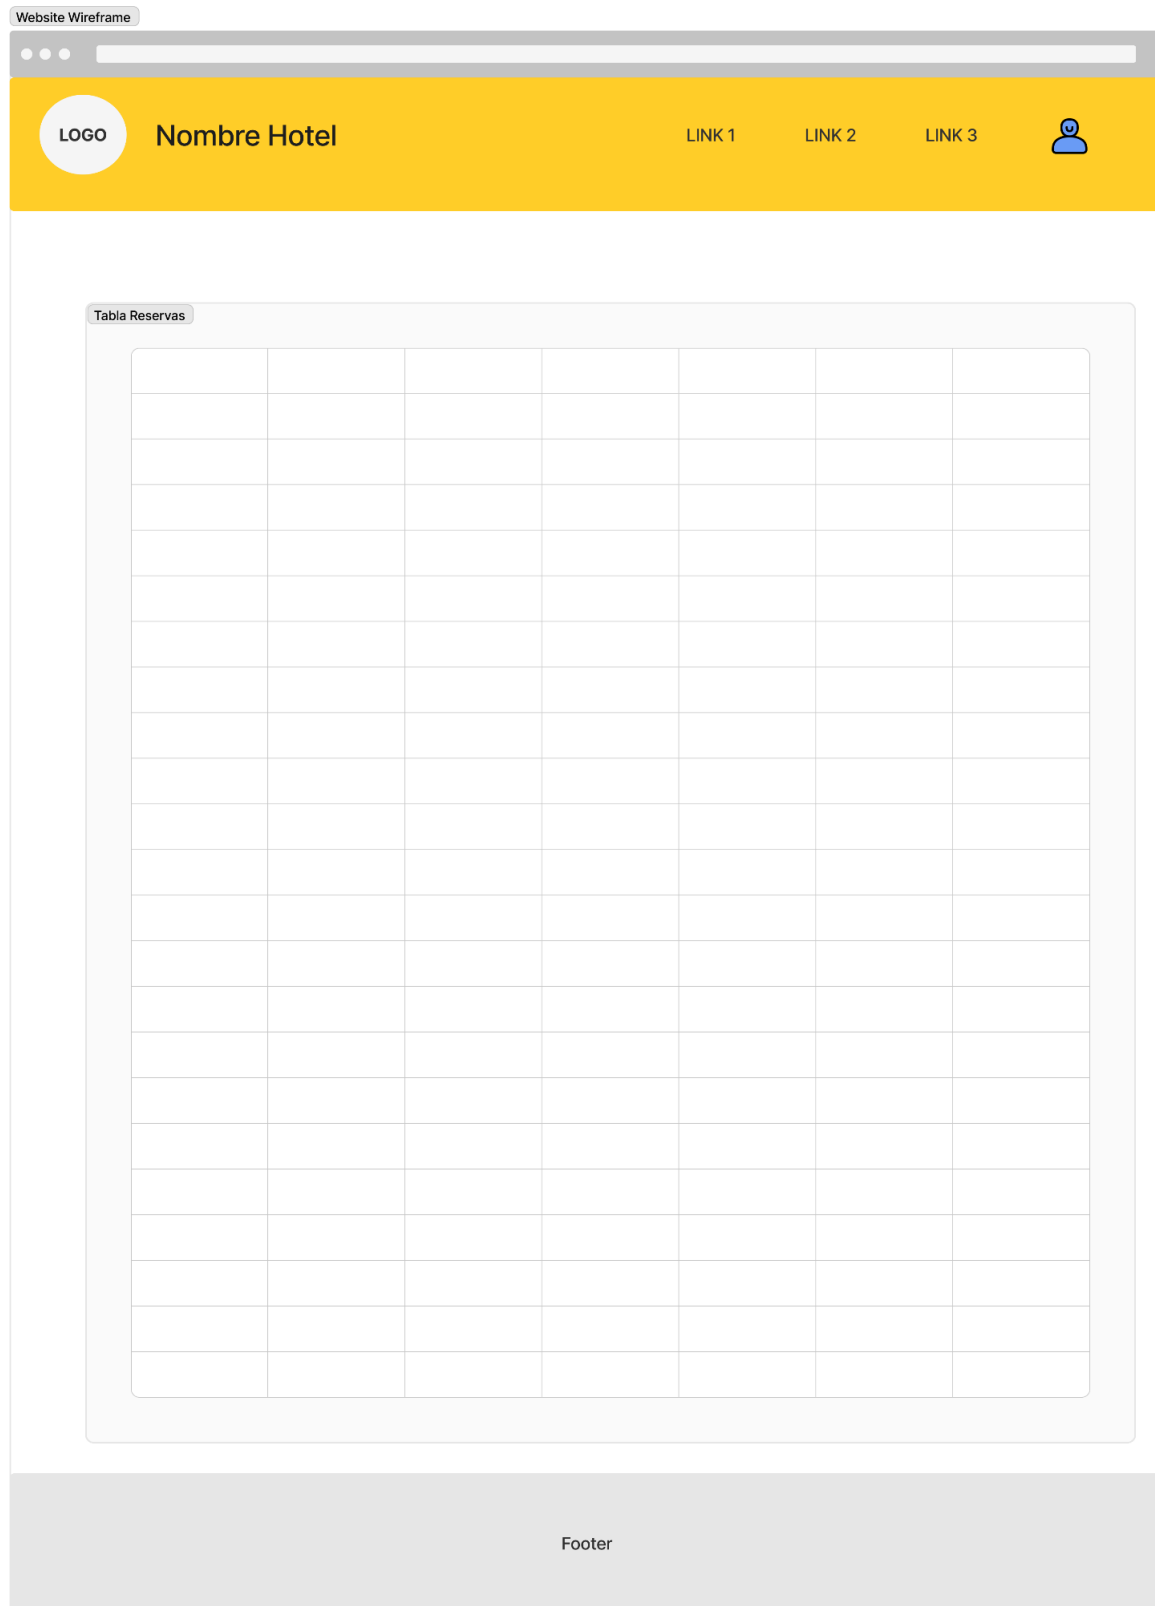 Website Wireframe
LOGO
Nombre Hotel
LINK 1
LINK 2
LINK 3
Tabla Reservas
Footer